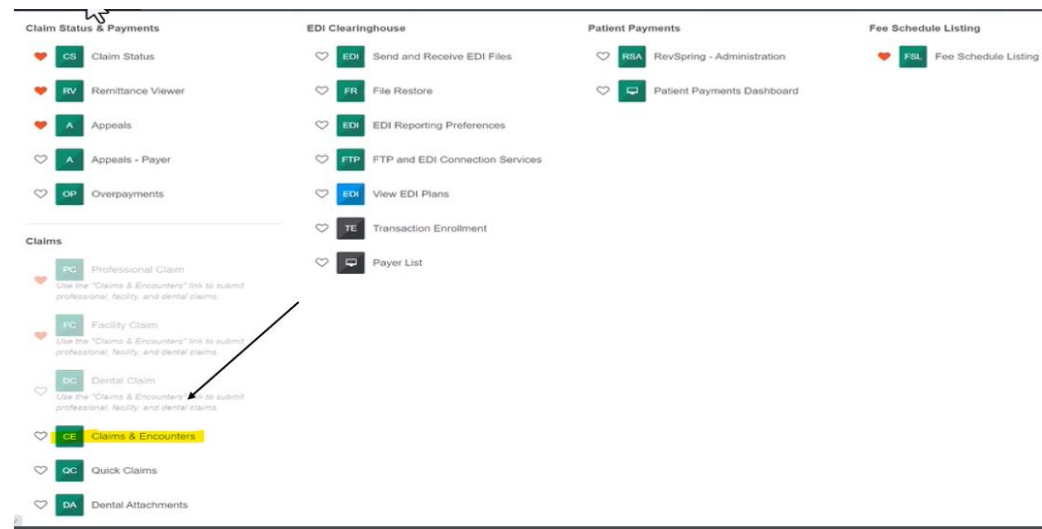 Claim Status & Payments
CS Claim Status
RV Remittance Viewer
A Appeals
A Appeals - Payer
OP Overpayments
Claims
PC Professional Claim
Use the "Claims & Encounters" link to submit
professional, facility, and dental claims.
FC Facility Claim
Use the "Claims & Encounters" link to submit
professional, facility, and dental claims.
DC Dental Claim
Use the "Claims & Encounters" link to submit
professional, facility, and dental claims.
CE Claims & Encounters
QC Quick Claims
DA Dental Attachments
EDI Clearinghouse
EDI Send and Receive EDI Files
FR File Restore
EDI EDI Reporting Preferences
FTP FTP and EDI Connection Services
EDI View EDI Plans
TE Transaction Enrollment
Payer List
Patient Payments
RSA RevSpring - Administration
Patient Payments Dashboard
Fee Schedule Listing
FSL Fee Schedule Listing